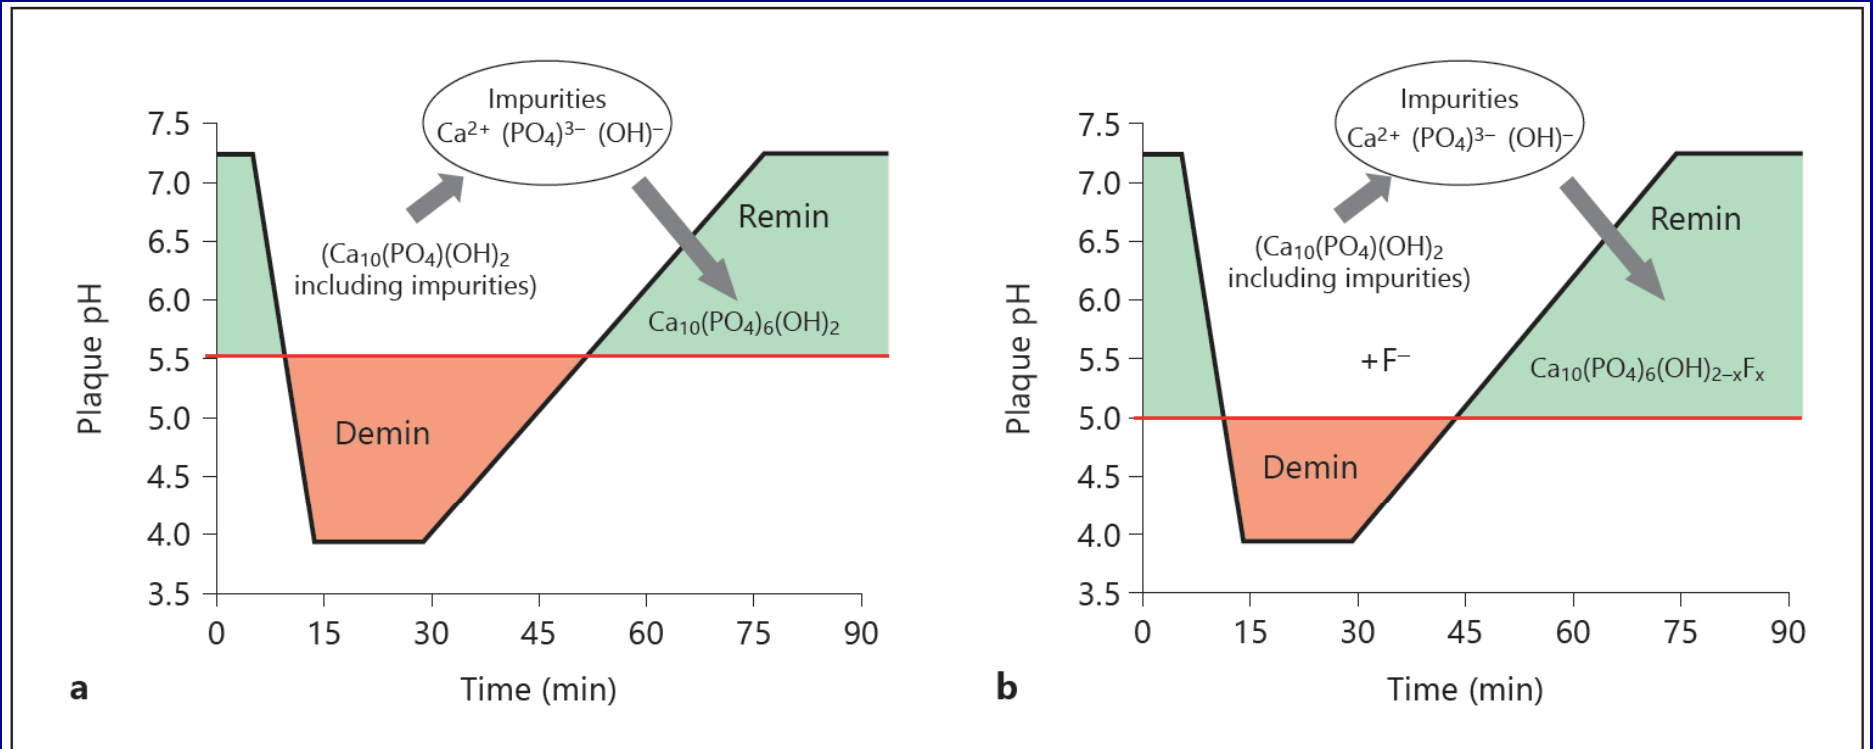 Impurities
Ca²⁺ (PO₄)³⁻ (OH)⁻
7.5
7.0
6.5
6.0
5.5
5.0
4.5
4.0
3.5
Plaque pH
(Ca₁₀(PO₄)(OH)₂
including impurities)
Remin
Ca₁₀(PO₄)₆(OH)₂
Demin
0 15 30 45 60 75 90
Time (min)
a
Impurities
Ca²⁺ (PO₄)³⁻ (OH)⁻
7.5
7.0
6.5
6.0
5.5
5.0
4.5
4.0
3.5
Plaque pH
(Ca₁₀(PO₄)(OH)₂
including impurities)
Remin
+F⁻
Ca₁₀(PO₄)₆(OH)₂₋ₓFₓ
Demin
0 15 30 45 60 75 90
Time (min)
b